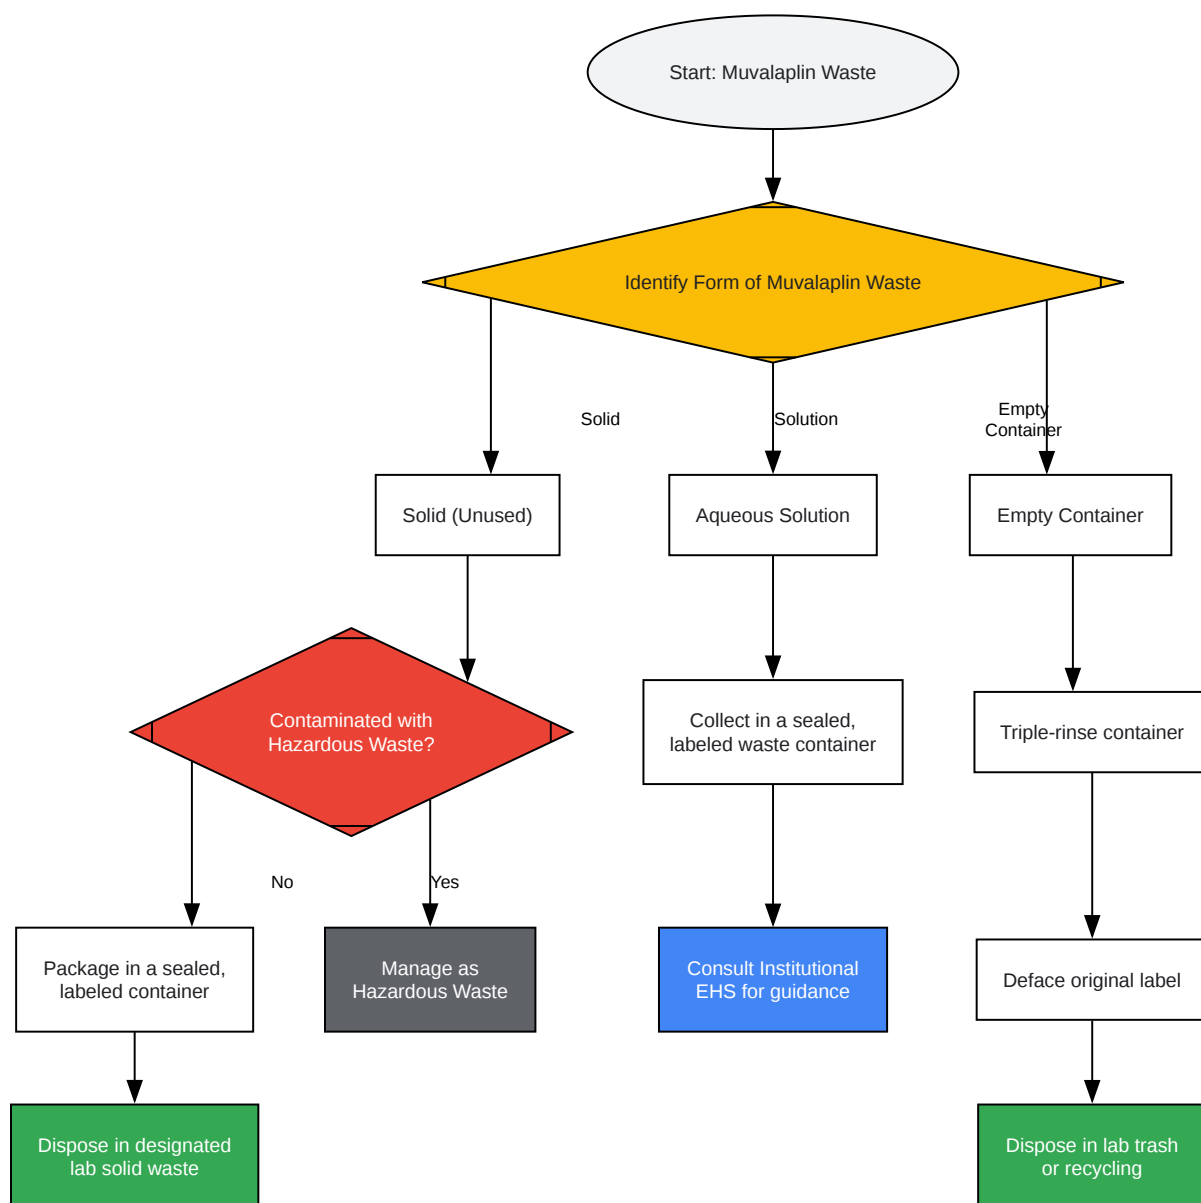 Start: Muvalaplin Waste
Identify Form of Muvalaplin Waste
Solid
Solution
Empty
Container
Solid (Unused)
Aqueous Solution
Empty Container
Contaminated with
Hazardous Waste?
Collect in a sealed,
labeled waste container
Triple-rinse container
No
Yes
Package in a sealed,
labeled container
Manage as
Hazardous Waste
Consult Institutional
EHS for guidance
Deface original label
Dispose in designated
lab solid waste
Dispose in lab trash
or recycling